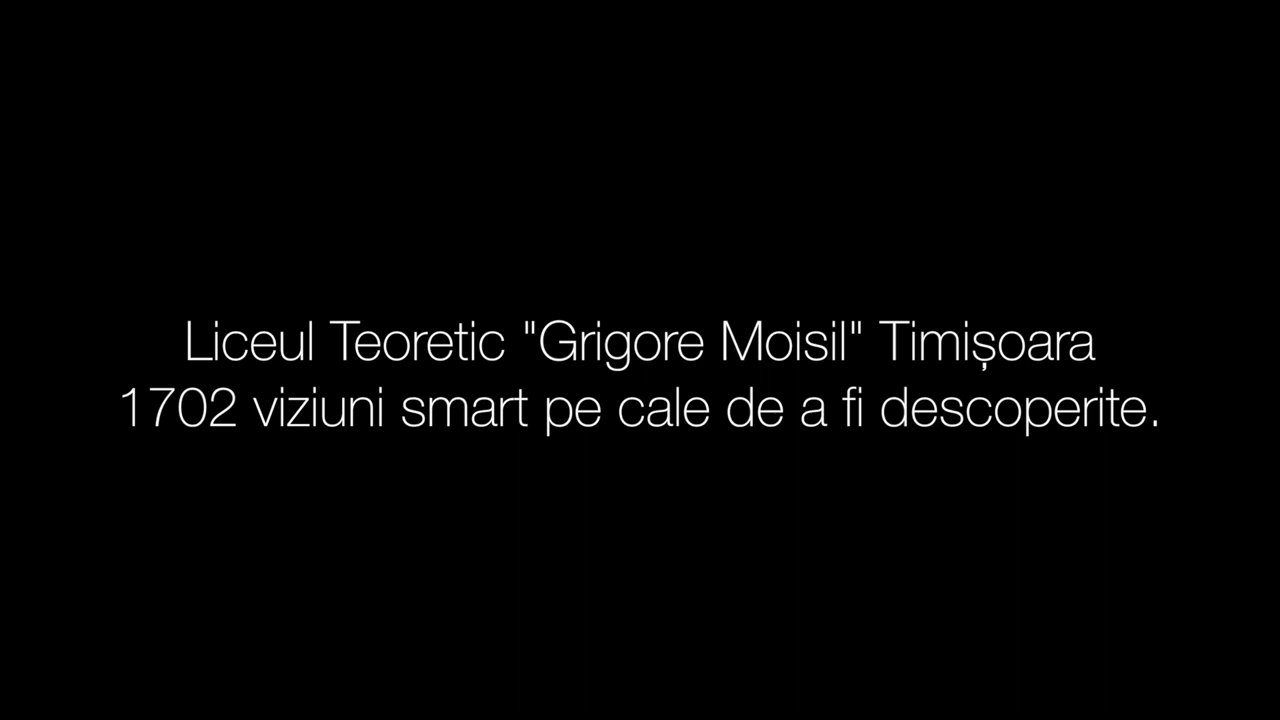 Liceul Teoretic "Grigore Moisil" Timișoara
1702 viziuni smart pe cale de a fi descoperite.